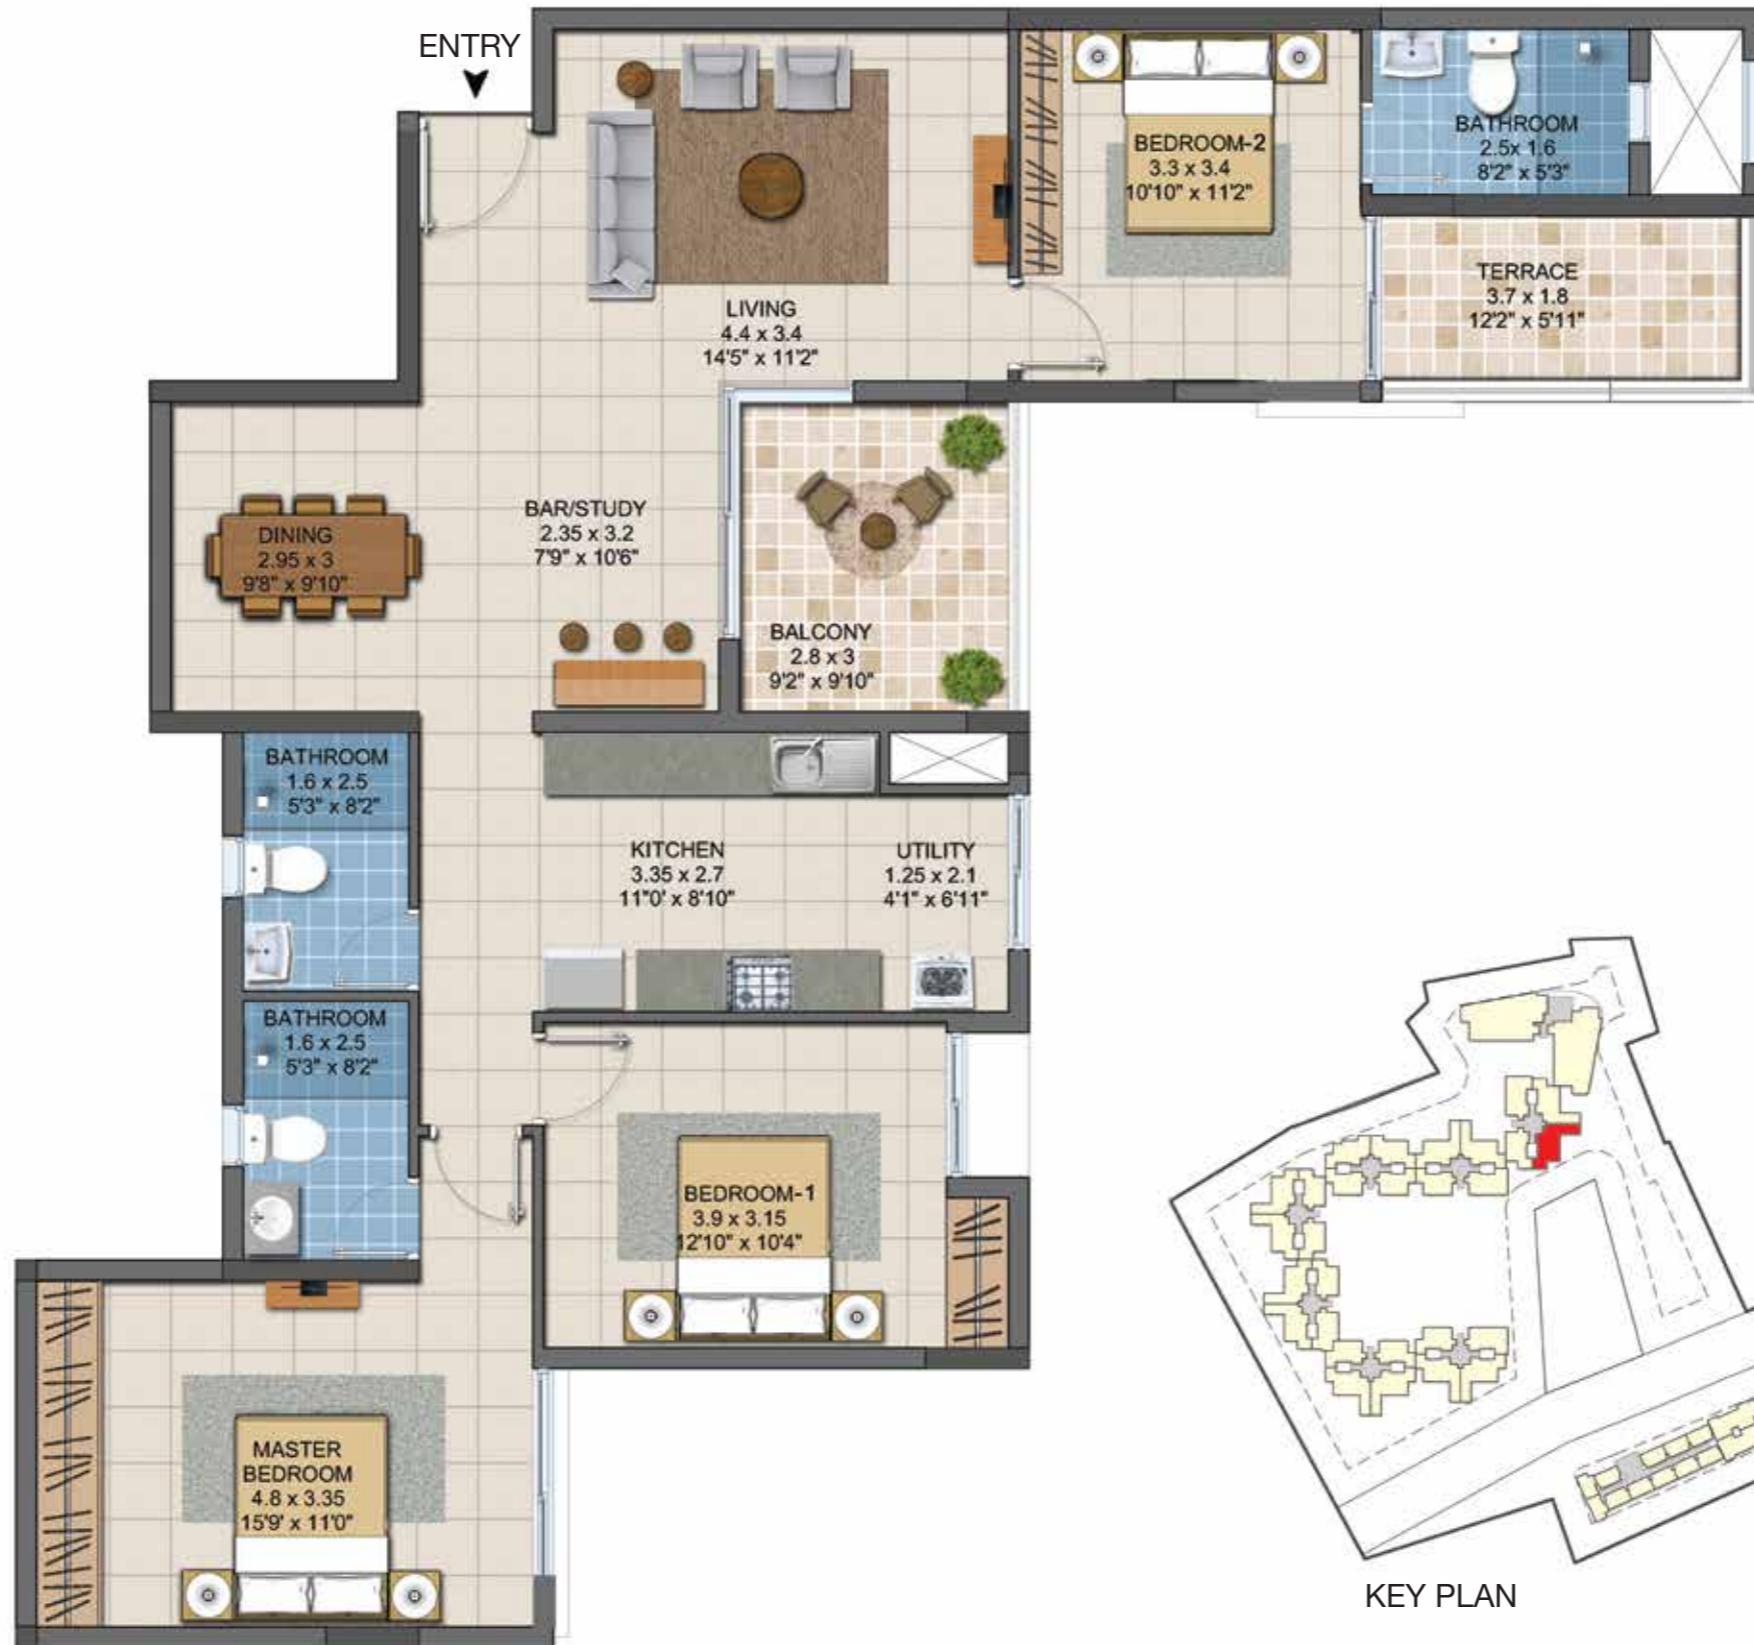 ENTRY
BATHROOM
2.5x 1.6
8'2" x 5'3"
BEDROOM-2
3.3 x 3.4
10'10" x 11'2"
TERRACE
3.7 x 1.8
12'2" x 5'11"
LIVING
4.4 x 3.4
14'5" x 11'2"
BAR/STUDY
2.35 x 3.2
7'9" x 10'6"
DINING
2.95 x 3
9'8" x 9'10"
BALCONY
2.8 x 3
9'2" x 9'10"
BATHROOM
1.6 x 2.5
5'3" x 8'2"
KITCHEN
3.35 x 2.7
11"0' x 8'10"
UTILITY
1.25 x 2.1
4'1" x 6'11"
BATHROOM
1.6 x 2.5
5'3" x 8'2"
BEDROOM-1
3.9 x 3.15
12'10" x 10'4"
MASTER
BEDROOM
4.8 x 3.35
15'9' x 11'0"
KEY PLAN